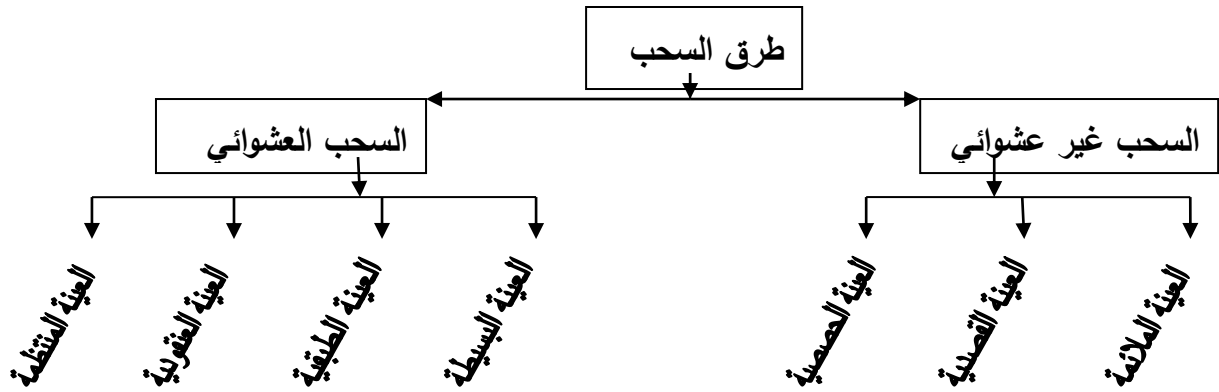 طرق السحب
السحب غير عشوائي
السحب العشوائي
العينة الملائمة
العينة القصدية
العينة الحصصية
العينة البسيطة
العينة الطبقية
العينة العنقودية
العينة المنتظمة